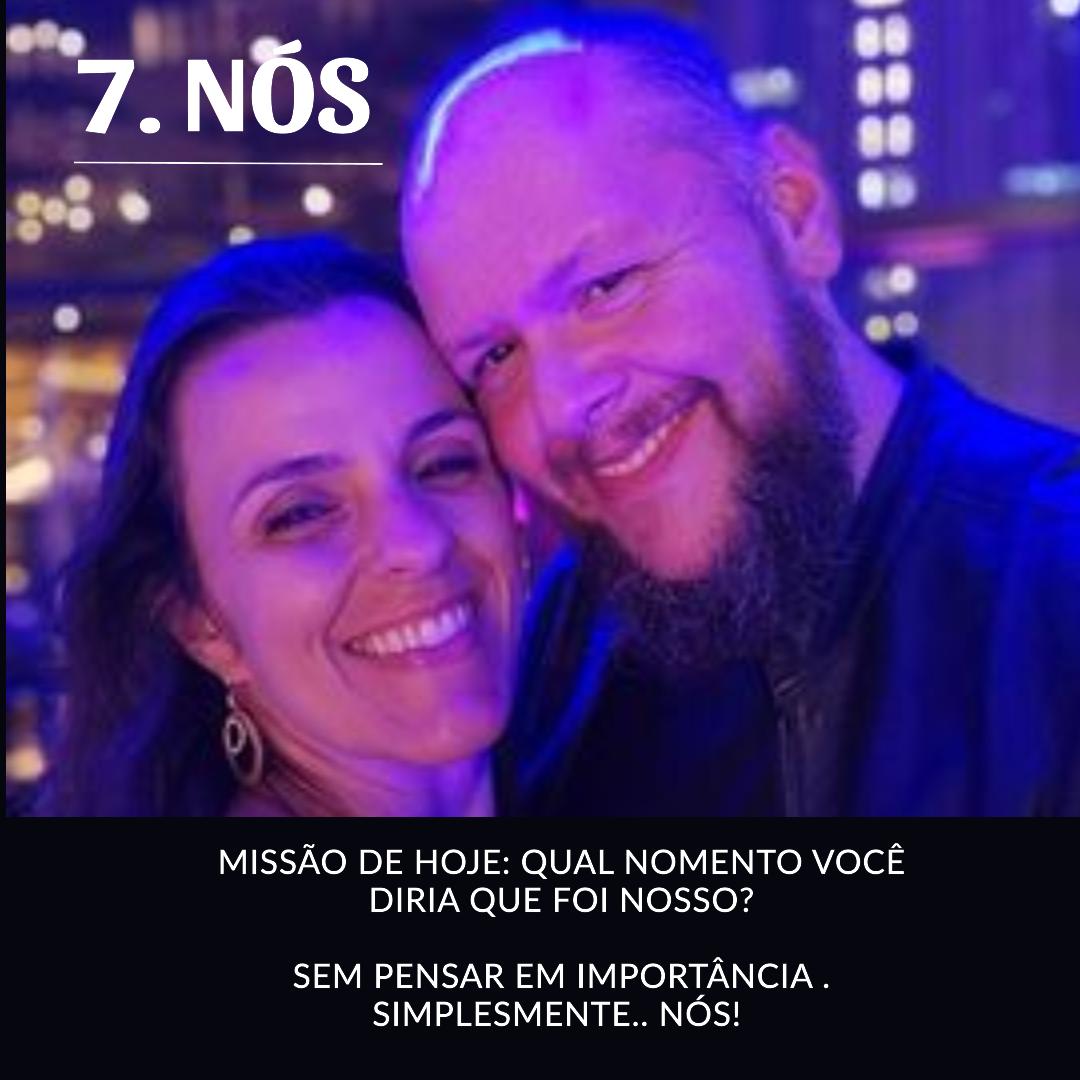 7. NÓS
MISSÃO DE HOJE: QUAL NOMENTO VOCÊ
DIRIA QUE FOI NOSSO?
SEM PENSAR EM IMPORTÂNCIA .
SIMPLESMENTE.. NÓS!